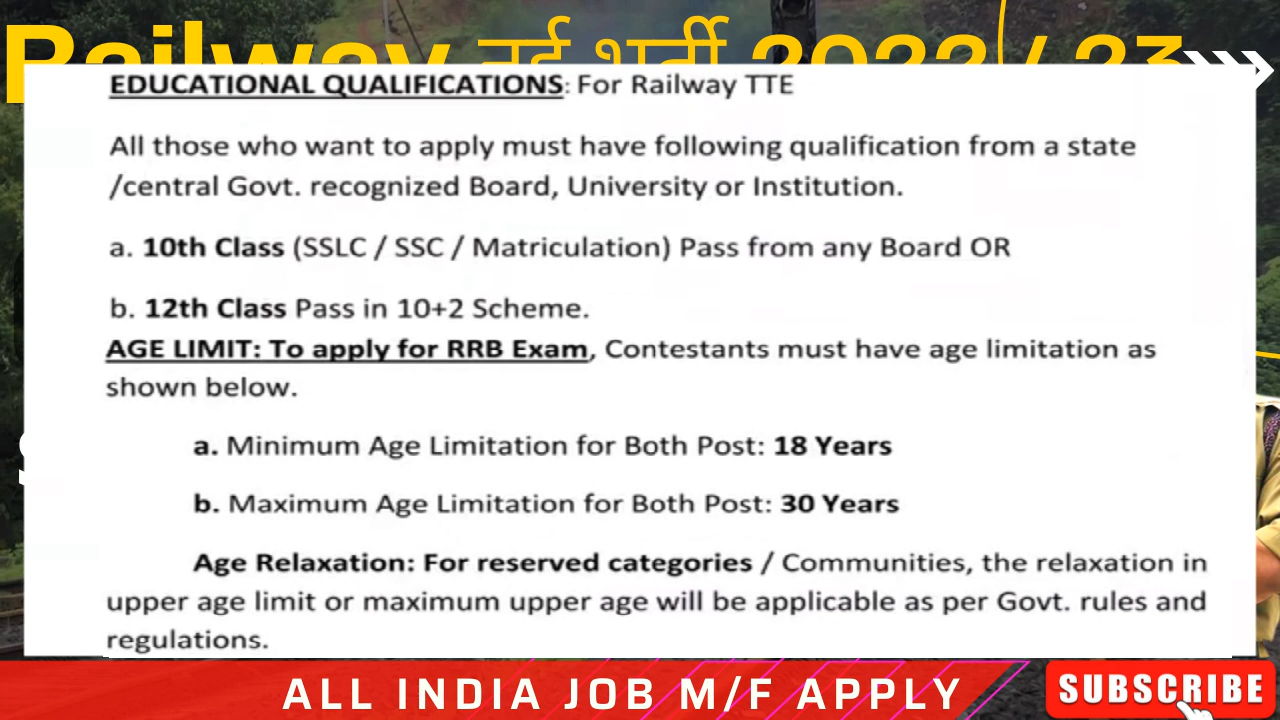 Railway नई भर्ती 2022 / 23
EDUCATIONAL QUALIFICATIONS: For Railway TTE
All those who want to apply must have following qualification from a state
/central Govt. recognized Board, University or Institution.
a. 10th Class (SSLC / SSC / Matriculation) Pass from any Board OR
b. 12th Class Pass in 10+2 Scheme.
AGE LIMIT: To apply for RRB Exam, Contestants must have age limitation as
shown below.
a. Minimum Age Limitation for Both Post: 18 Years
b. Maximum Age Limitation for Both Post: 30 Years
Age Relaxation: For reserved categories / Communities, the relaxation in
upper age limit or maximum upper age will be applicable as per Govt. rules and
regulations.
ALL INDIA JOB M/F APPLY
SUBSCRIBE